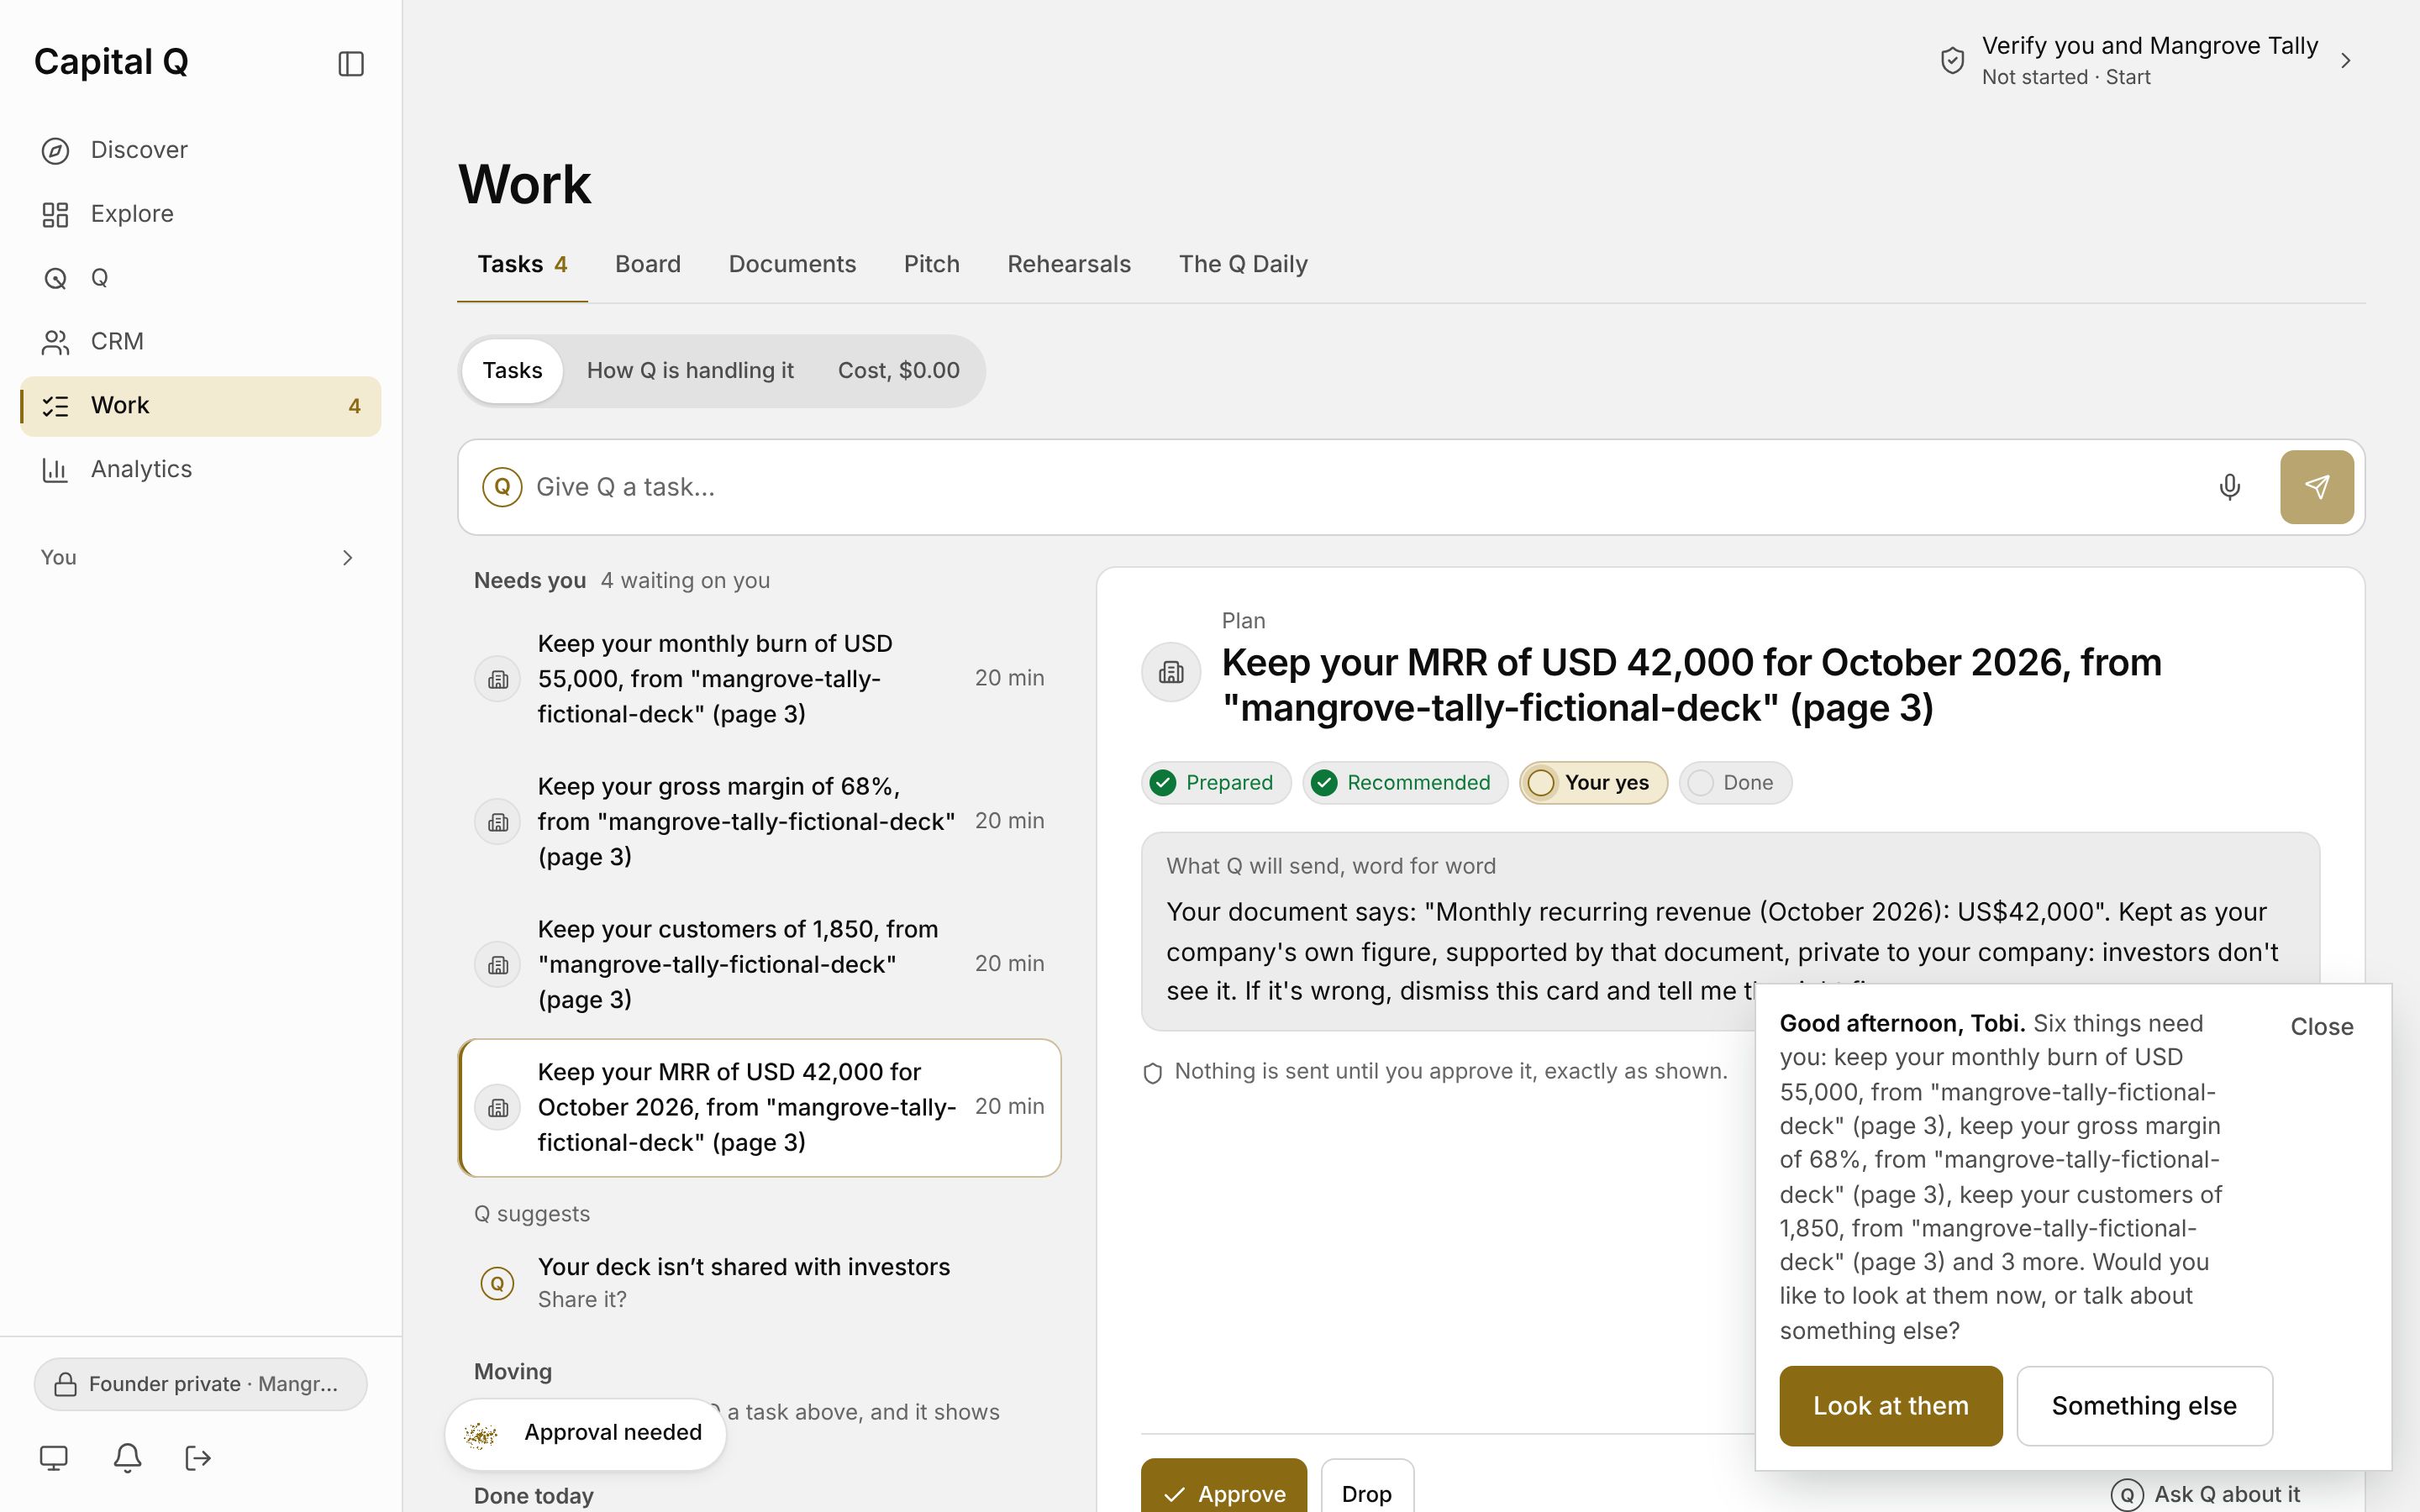 Capital Q
Verify you and Mangrove Tally
Not started · Start
Discover
Explore
Q
CRM
Work 4
Analytics
You
Work
Tasks 4
Board
Documents
Pitch
Rehearsals
The Q Daily
Tasks
How Q is handling it
Cost, $0.00
Q Give Q a task...
Needs you 4 waiting on you
Keep your monthly burn of USD
55,000, from "mangrove-tally-
fictional-deck" (page 3)
20 min
Keep your gross margin of 68%,
from "mangrove-tally-fictional-deck"
(page 3)
20 min
Keep your customers of 1,850, from
"mangrove-tally-fictional-deck"
(page 3)
20 min
Keep your MRR of USD 42,000 for
October 2026, from "mangrove-tally-
fictional-deck" (page 3)
20 min
Q suggests
Q
Your deck isn’t shared with investors
Share it?
Moving
a task above, and it shows
Approval needed
Done today
Plan
Keep your MRR of USD 42,000 for October 2026, from
"mangrove-tally-fictional-deck" (page 3)
Prepared
Recommended
Your yes
Done
What Q will send, word for word
Your document says: "Monthly recurring revenue (October 2026): US$42,000". Kept as your
company's own figure, supported by that document, private to your company: investors don't
see it. If it's wrong, dismiss this card and tell me
Nothing is sent until you approve it, exactly as shown.
Approve
Drop
Q Ask Q about it
Good afternoon, Tobi. Six things need
you: keep your monthly burn of USD
55,000, from "mangrove-tally-fictional-
deck" (page 3), keep your gross margin
of 68%, from "mangrove-tally-fictional-
deck" (page 3), keep your customers of
1,850, from "mangrove-tally-fictional-
deck" (page 3) and 3 more. Would you
like to look at them now, or talk about
something else?
Close
Look at them
Something else
Founder private · Mangr...